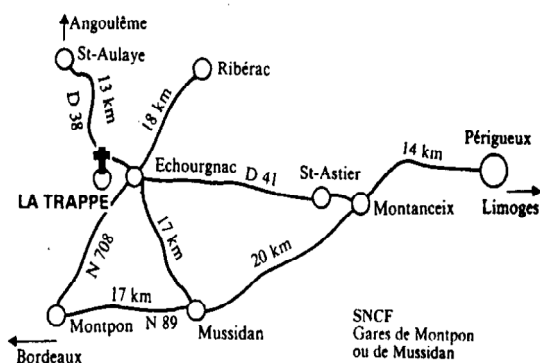 Angoulême
St-Aulaye
Ribérac
13 km
D 38
18 km
Périgueux
14 km
Echourgnac
D 41
St-Astier
LA TRAPPE
Montanceix
Limoges
N 708
17 km
20 km
17 km
N 89
Montpon
Mussidan
Bordeaux
SNCF
Gares de Montpon
ou de Mussidan